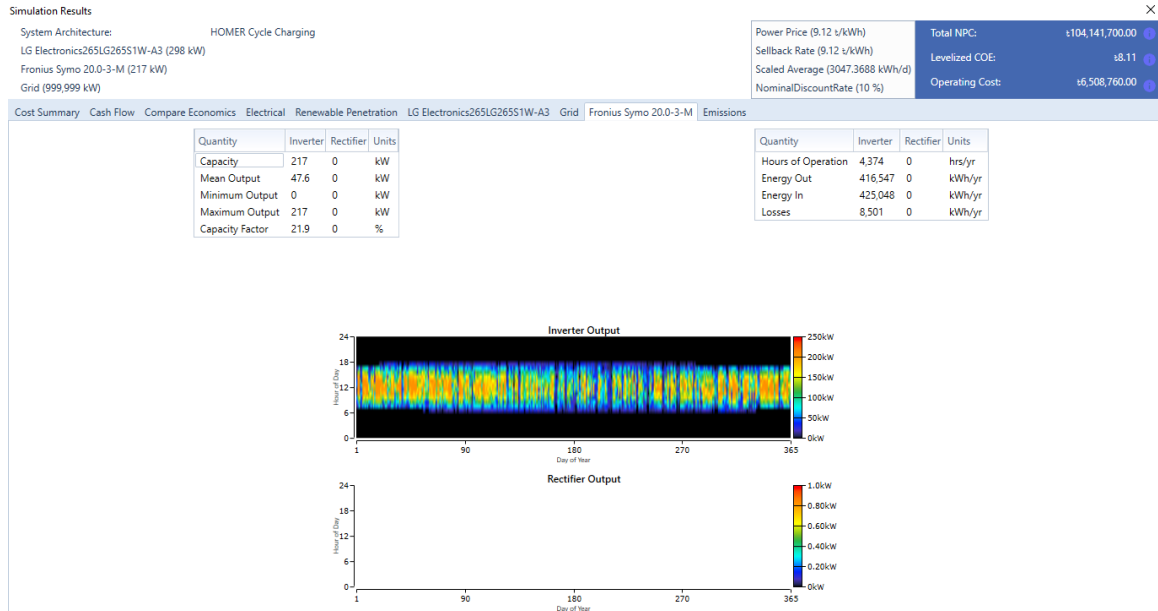 Simulation Results
System Architecture: HOMER Cycle Charging
LG Electronics265LG265S1W-A3 (298 kW)
Fronius Symo 20.0-3-M (217 kW)
Grid (999,999 kW)
Power Price (9.12 ৳/kWh)
Sellback Rate (9.12 ৳/kWh)
Scaled Average (3047.3688 kWh/d)
NominalDiscountRate (10 %)
Total NPC: ৳104,141,700.00
Levelized COE: ৳8.11
Operating Cost: ৳6,508,760.00
Cost Summary Cash Flow Compare Economics Electrical Renewable Penetration LG Electronics265LG265S1W-A3 Grid Fronius Symo 20.0-3-M Emissions
Quantity Inverter Rectifier Units
Capacity 217 0 kW
Mean Output 47.6 0 kW
Minimum Output 0 0 kW
Maximum Output 217 0 kW
Capacity Factor 21.9 0 %
Quantity Inverter Rectifier Units
Hours of Operation 4,374 0 hrs/yr
Energy Out 416,547 0 kWh/yr
Energy In 425,048 0 kWh/yr
Losses 8,501 0 kWh/yr
Inverter Output
24
18
12
6
0
Hour of Day
1 90 180 270 365
Day of Year
250kW
200kW
150kW
100kW
50kW
0kW
Rectifier Output
24
18
12
6
0
Hour of Day
1 90 180 270 365
Day of Year
1.0kW
0.80kW
0.60kW
0.40kW
0.20kW
0kW